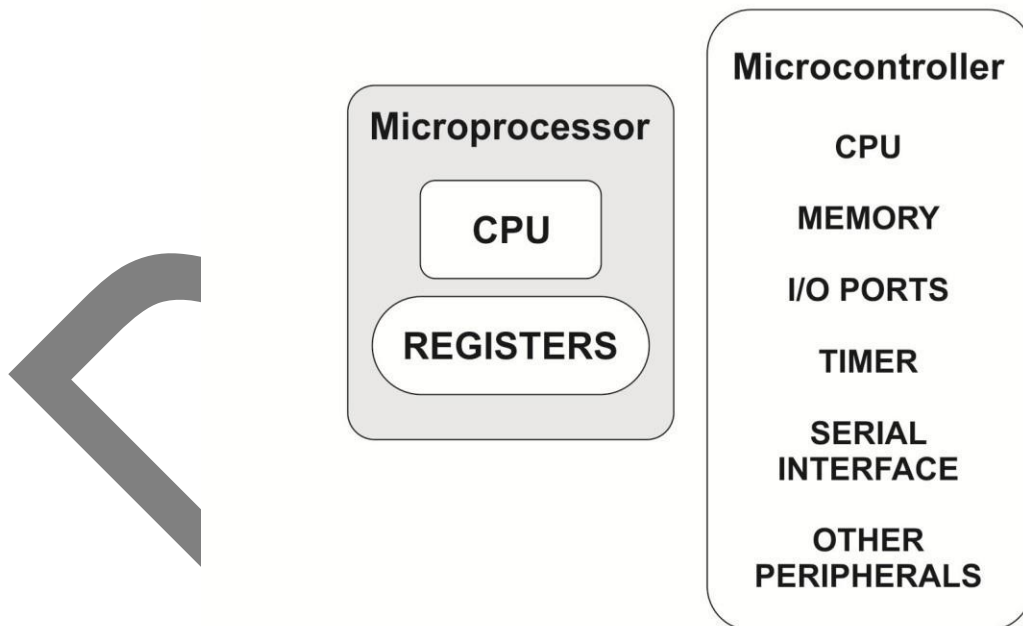 Microprocessor
CPU
REGISTERS
Microcontroller
CPU
MEMORY
I/O PORTS
TIMER
SERIAL
INTERFACE
OTHER
PERIPHERALS